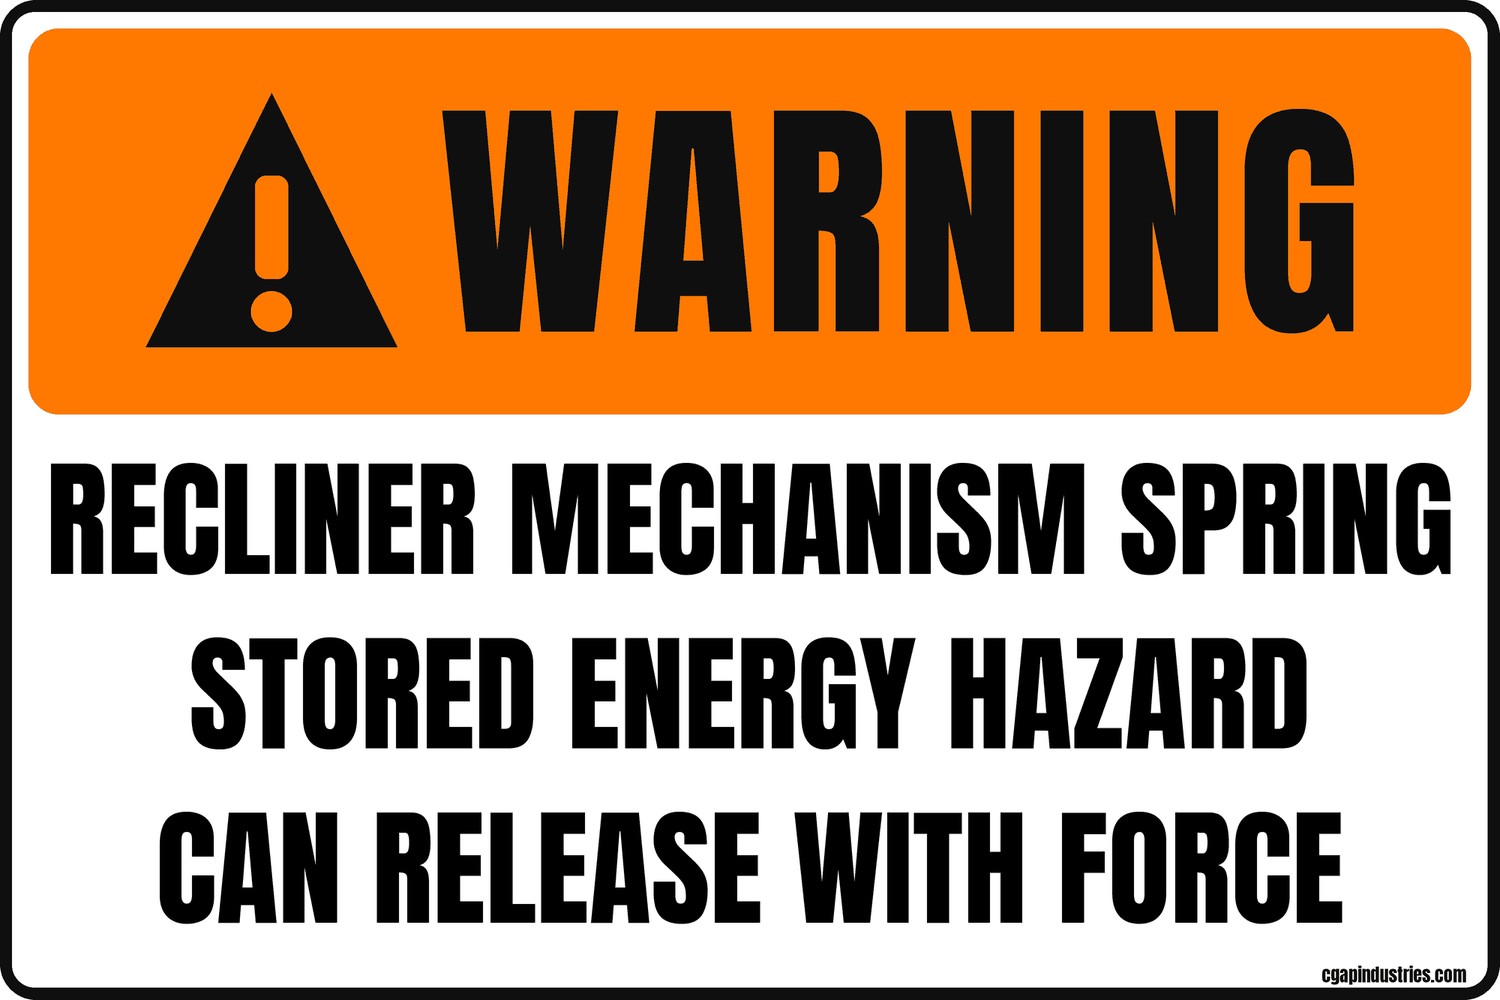 WARNING
RECLINER MECHANISM SPRING
STORED ENERGY HAZARD
CAN RELEASE WITH FORCE
cgapindustries.com